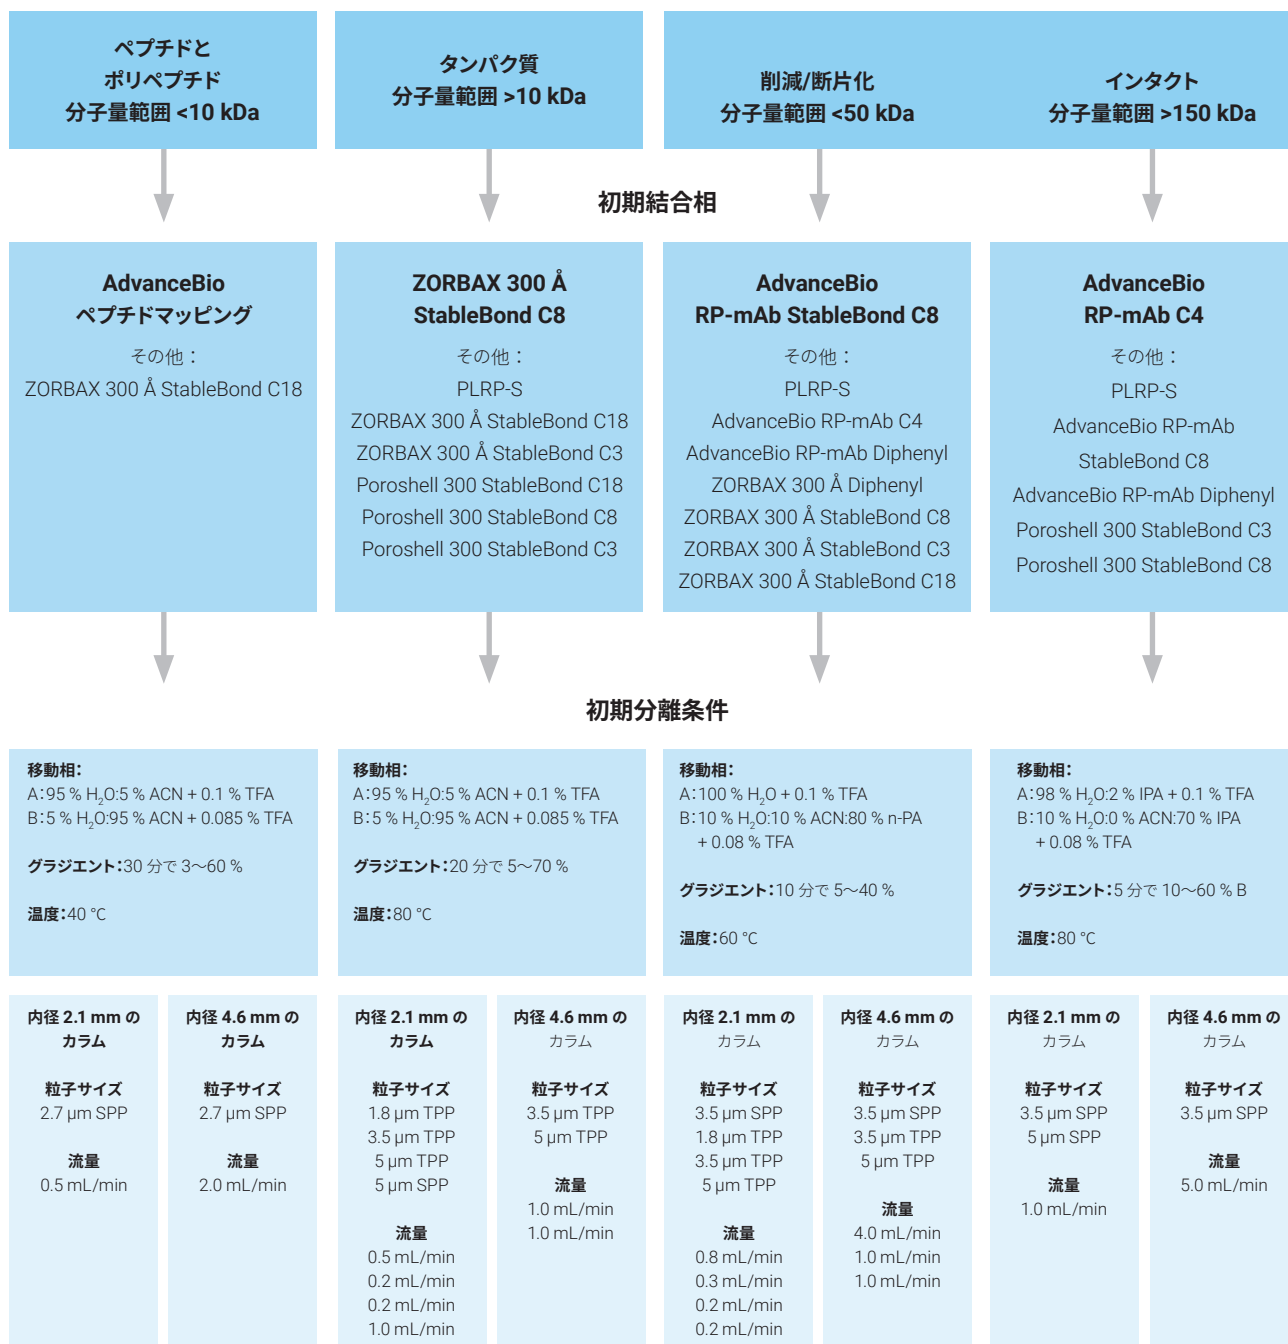 ペプチドと
ポリペプチド
分子量範囲 <10 kDa
タンパク質
分子量範囲 >10 kDa
削減/断片化
分子量範囲 <50 kDa
インタクト
分子量範囲 >150 kDa
初期結合相
AdvanceBio
ペプチドマッピング
その他：
ZORBAX 300 Å StableBond C18
ZORBAX 300 Å
StableBond C8
その他：
PLRP-S
ZORBAX 300 Å StableBond C18
ZORBAX 300 Å StableBond C3
Poroshell 300 StableBond C18
Poroshell 300 StableBond C8
Poroshell 300 StableBond C3
AdvanceBio
RP-mAb StableBond C8
その他：
PLRP-S
AdvanceBio RP-mAb C4
AdvanceBio RP-mAb Diphenyl
ZORBAX 300 Å Diphenyl
ZORBAX 300 Å StableBond C8
ZORBAX 300 Å StableBond C3
ZORBAX 300 Å StableBond C18
AdvanceBio
RP-mAb C4
その他：
PLRP-S
AdvanceBio RP-mAb
StableBond C8
AdvanceBio RP-mAb Diphenyl
Poroshell 300 StableBond C3
Poroshell 300 StableBond C8
初期分離条件
移動相：
A：95 % H₂O:5 % ACN + 0.1 % TFA
B：5 % H₂O:95 % ACN + 0.085 % TFA
グラジエント：30 分で 3～60 %
温度：40 °C
移動相：
A：95 % H₂O:5 % ACN + 0.1 % TFA
B：5 % H₂O:95 % ACN + 0.085 % TFA
グラジエント：20 分で 5～70 %
温度：80 °C
移動相：
A：100 % H₂O + 0.1 % TFA
B：10 % H₂O:10 % ACN:80 % n-PA
+ 0.08 % TFA
グラジエント：10 分で 5～40 %
温度：60 °C
移動相：
A：98 % H₂O:2 % IPA + 0.1 % TFA
B：10 % H₂O:0 % ACN:70 % IPA
+ 0.08 % TFA
グラジエント：5 分で 10～60 % B
温度：80 °C
内径 2.1 mm の
カラム
粒子サイズ
2.7 µm SPP
流量
0.5 mL/min
内径 4.6 mm の
カラム
粒子サイズ
2.7 µm SPP
流量
2.0 mL/min
内径 2.1 mm の
カラム
粒子サイズ
1.8 µm TPP
3.5 µm TPP
5 µm TPP
5 µm SPP
流量
0.5 mL/min
0.2 mL/min
0.2 mL/min
1.0 mL/min
内径 4.6 mm の
カラム
粒子サイズ
3.5 µm TPP
5 µm TPP
流量
1.0 mL/min
1.0 mL/min
内径 2.1 mm の
カラム
粒子サイズ
3.5 µm SPP
1.8 µm TPP
3.5 µm TPP
5 µm TPP
流量
0.8 mL/min
0.3 mL/min
0.2 mL/min
0.2 mL/min
内径 4.6 mm の
カラム
粒子サイズ
3.5 µm SPP
3.5 µm TPP
5 µm TPP
流量
4.0 mL/min
1.0 mL/min
1.0 mL/min
内径 2.1 mm の
カラム
粒子サイズ
3.5 µm SPP
5 µm SPP
流量
1.0 mL/min
内径 4.6 mm の
カラム
粒子サイズ
3.5 µm SPP
流量
5.0 mL/min